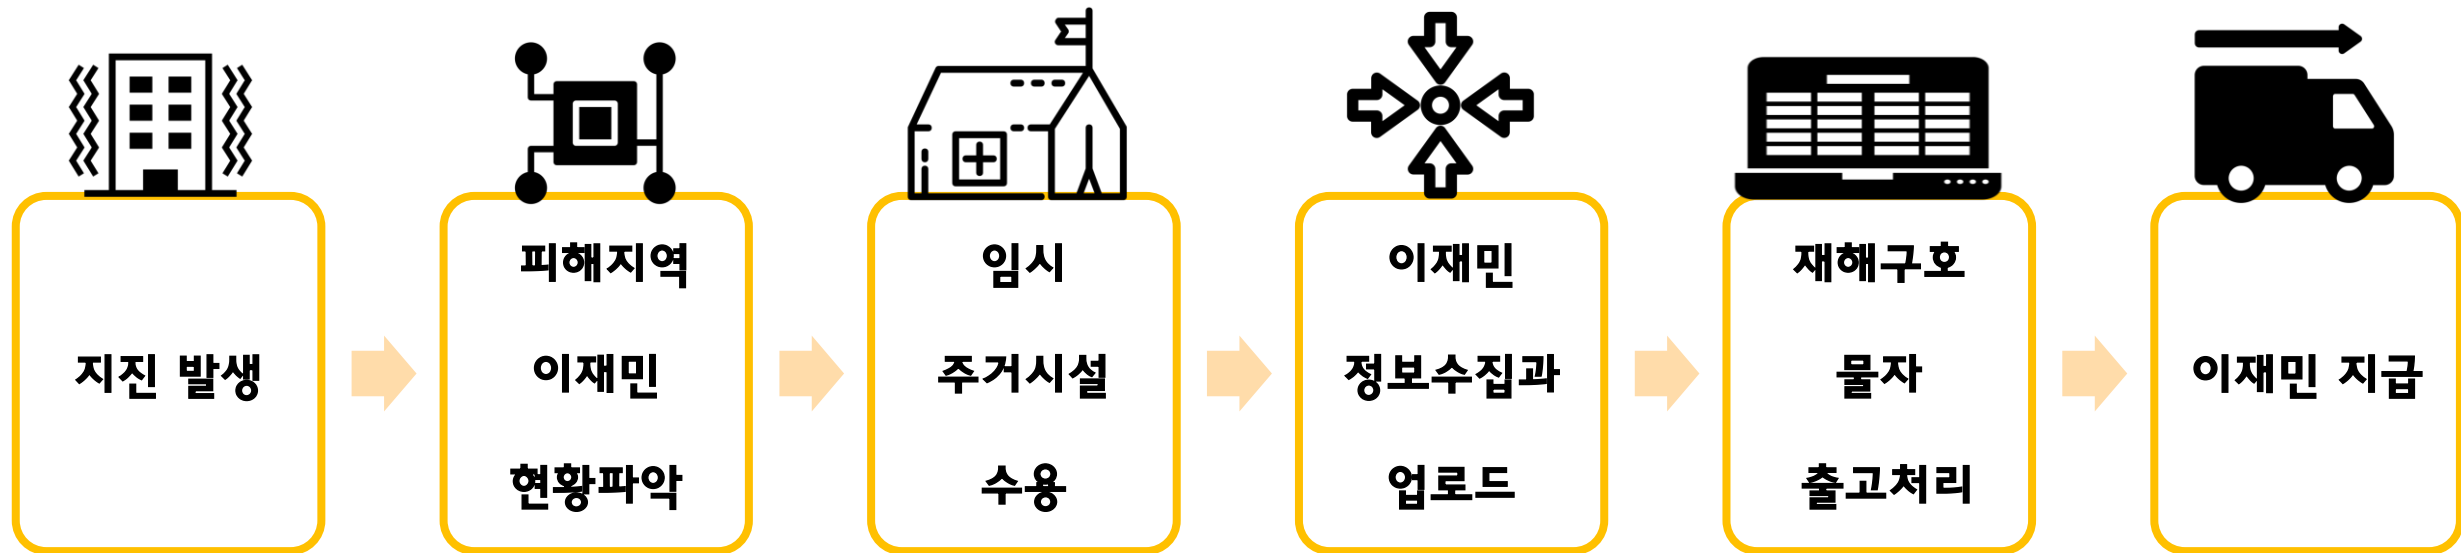 지진 발생
피해지역
이재민
현황파악
임시
주거시설
수용
이재민
정보수집과
업로드
재해구호
물자
출고처리
이재민 지급